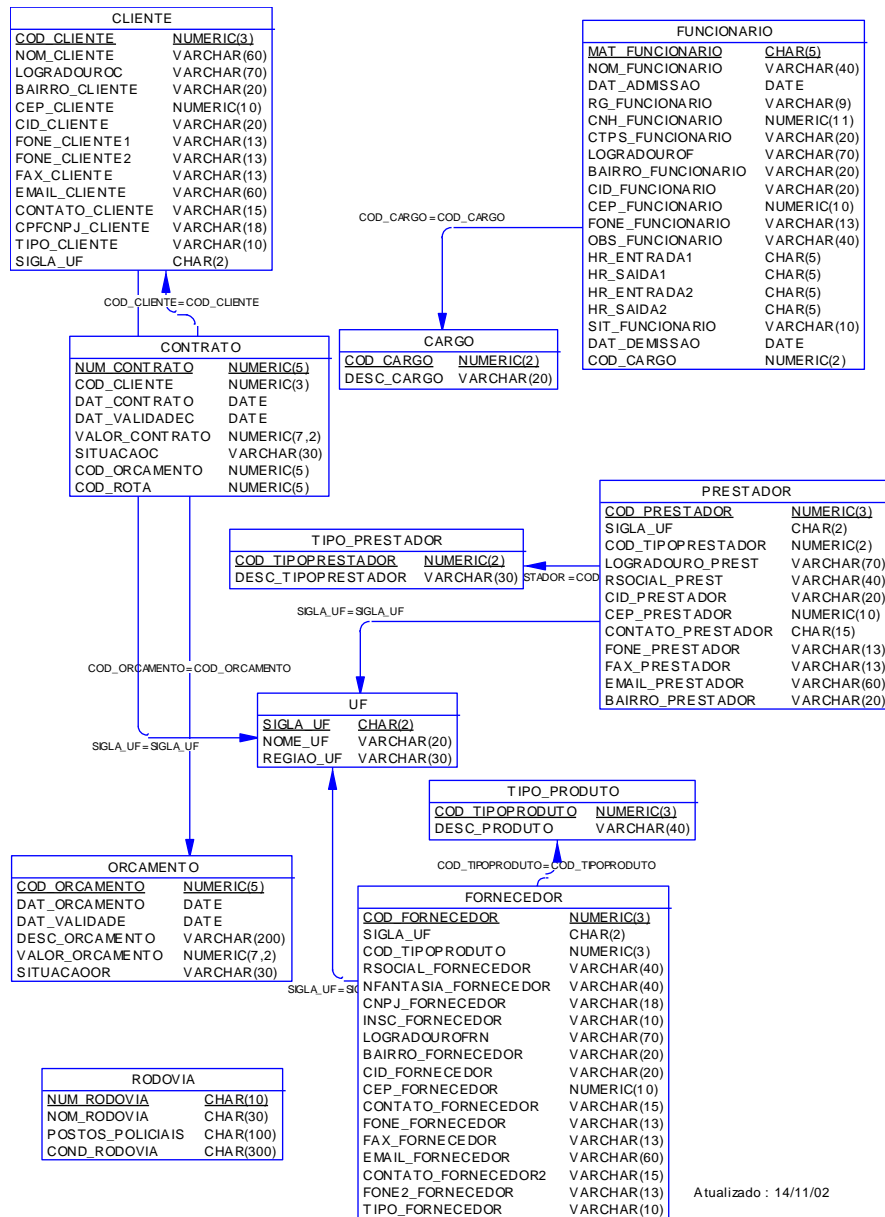 CLIENTE
COD_CLIENTE NUMERIC(3)
NOM_CLIENTE VARCHAR(60)
LOGRADOUROC VARCHAR(70)
BAIRRO_CLIENTE VARCHAR(20)
CEP_CLIENTE NUMERIC(10)
CID_CLIENTE VARCHAR(20)
FONE_CLIENTE1 VARCHAR(13)
FONE_CLIENTE2 VARCHAR(13)
FAX_CLIENTE VARCHAR(13)
EMAIL_CLIENTE VARCHAR(60)
CONTATO_CLIENTE VARCHAR(15)
CPFCNPJ_CLIENTE VARCHAR(18)
TIPO_CLIENTE VARCHAR(10)
SIGLA_UF CHAR(2)
FUNCIONARIO
MAT_FUNCIONARIO CHAR(5)
NOM_FUNCIONARIO VARCHAR(40)
DAT_ADMISSAO DATE
RG_FUNCIONARIO VARCHAR(9)
CNH_FUNCIONARIO NUMERIC(11)
CTPS_FUNCIONARIO VARCHAR(20)
LOGRADOUROF VARCHAR(70)
BAIRRO_FUNCIONARIO VARCHAR(20)
CID_FUNCIONARIO VARCHAR(20)
CEP_FUNCIONARIO NUMERIC(10)
FONE_FUNCIONARIO VARCHAR(13)
OBS_FUNCIONARIO VARCHAR(40)
HR_ENTRADA1 CHAR(5)
HR_SAIDA1 CHAR(5)
HR_ENTRADA2 CHAR(5)
HR_SAIDA2 CHAR(5)
SIT_FUNCIONARIO VARCHAR(10)
DAT_DEMISSAO DATE
COD_CARGO NUMERIC(2)
COD_CARGO = COD_CARGO
COD_CLIENTE = COD_CLIENTE
CONTRATO
NUM_CONTRATO NUMERIC(5)
COD_CLIENTE NUMERIC(3)
DAT_CONTRATO DATE
DAT_VALIDADEC DATE
VALOR_CONTRATO NUMERIC(7,2)
SITUACAOC VARCHAR(30)
COD_ORCAMENTO NUMERIC(5)
COD_ROTA NUMERIC(5)
CARGO
COD_CARGO NUMERIC(2)
DESC_CARGO VARCHAR(20)
PRESTADOR
COD_PRESTADOR NUMERIC(3)
SIGLA_UF CHAR(2)
COD_TIPOPRESTADOR NUMERIC(2)
LOGRADOURO_PREST VARCHAR(70)
RSOCIAL_PREST VARCHAR(40)
CID_PRESTADOR VARCHAR(20)
CEP_PRESTADOR NUMERIC(10)
CONTATO_PRESTADOR CHAR(15)
FONE_PRESTADOR VARCHAR(13)
FAX_PRESTADOR VARCHAR(13)
EMAIL_PRESTADOR VARCHAR(60)
BAIRRO_PRESTADOR VARCHAR(20)
TIPO_PRESTADOR
COD_TIPOPRESTADOR NUMERIC(2)
DESC_TIPOPRESTADOR VARCHAR(30)
STADOR = COD
SIGLA_UF = SIGLA_UF
COD_ORCAMENTO = COD_ORCAMENTO
UF
SIGLA_UF CHAR(2)
NOME_UF VARCHAR(20)
REGIAO_UF VARCHAR(30)
SIGLA_UF = SIGLA_UF
TIPO_PRODUTO
COD_TIPOPRODUTO NUMERIC(3)
DESC_PRODUTO VARCHAR(40)
COD_TIPOPRODUTO = COD_TIPOPRODUTO
ORCAMENTO
COD_ORCAMENTO NUMERIC(5)
DAT_ORCAMENTO DATE
DAT_VALIDADE DATE
DESC_ORCAMENTO VARCHAR(200)
VALOR_ORCAMENTO NUMERIC(7,2)
SITUACAOOR VARCHAR(30)
FORNECEDOR
COD_FORNECEDOR NUMERIC(3)
SIGLA_UF CHAR(2)
COD_TIPOPRODUTO NUMERIC(3)
RSOCIAL_FORNECEDOR VARCHAR(40)
NFANTASIA_FORNECEDOR VARCHAR(40)
CNPJ_FORNECEDOR VARCHAR(18)
INSC_FORNECEDOR VARCHAR(10)
LOGRADOUROFRN VARCHAR(70)
BAIRRO_FORNECEDOR VARCHAR(20)
CID_FORNECEDOR VARCHAR(20)
CEP_FORNECEDOR NUMERIC(10)
CONTATO_FORNECEDOR VARCHAR(15)
FONE_FORNECEDOR VARCHAR(13)
FAX_FORNECEDOR VARCHAR(13)
EMAIL_FORNECEDOR VARCHAR(60)
CONTATO_FORNECEDOR2 VARCHAR(15)
FONE2_FORNECEDOR VARCHAR(13)
TIPO_FORNECEDOR VARCHAR(10)
SIGLA_UF = SIG
RODOVIA
NUM_RODOVIA CHAR(10)
NOM_RODOVIA CHAR(30)
POSTOS_POLICIAIS CHAR(100)
COND_RODOVIA CHAR(300)
Atualizado : 14/11/02